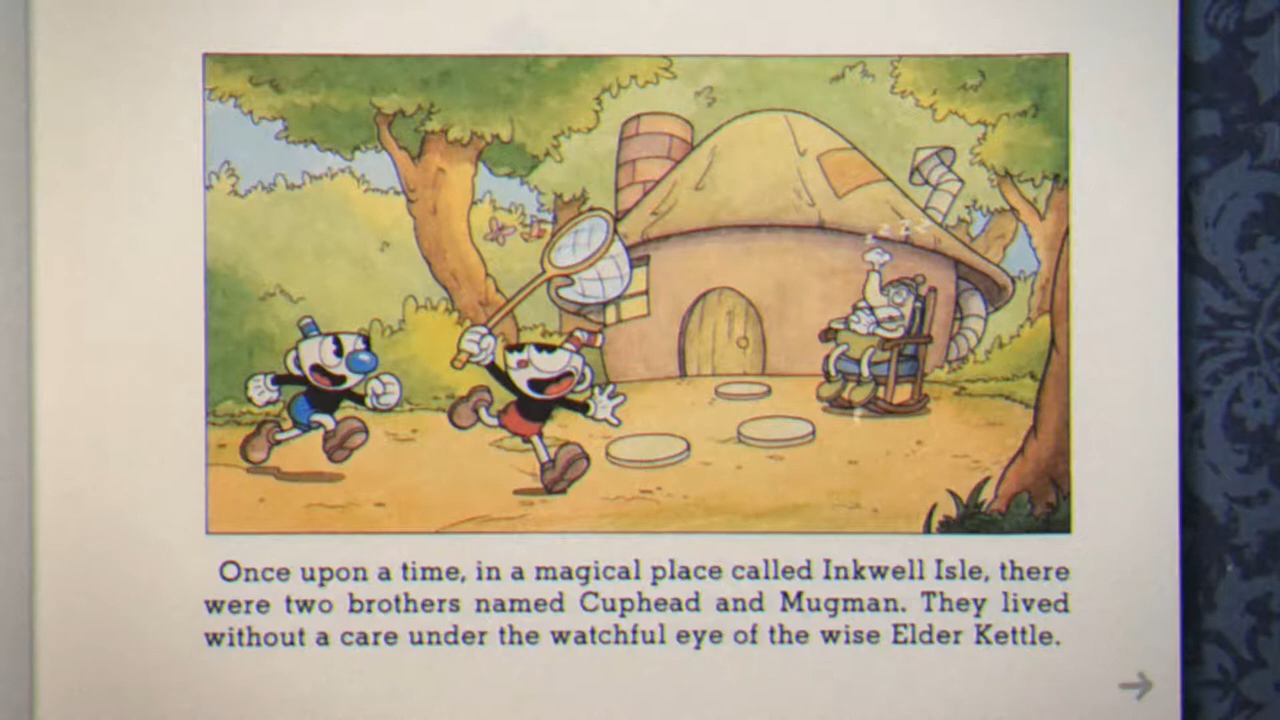 z z z z
Once upon a time, in a magical place called Inkwell Isle, there
were two brothers named Cuphead and Mugman. They lived
without a care under the watchful eye of the wise Elder Kettle.